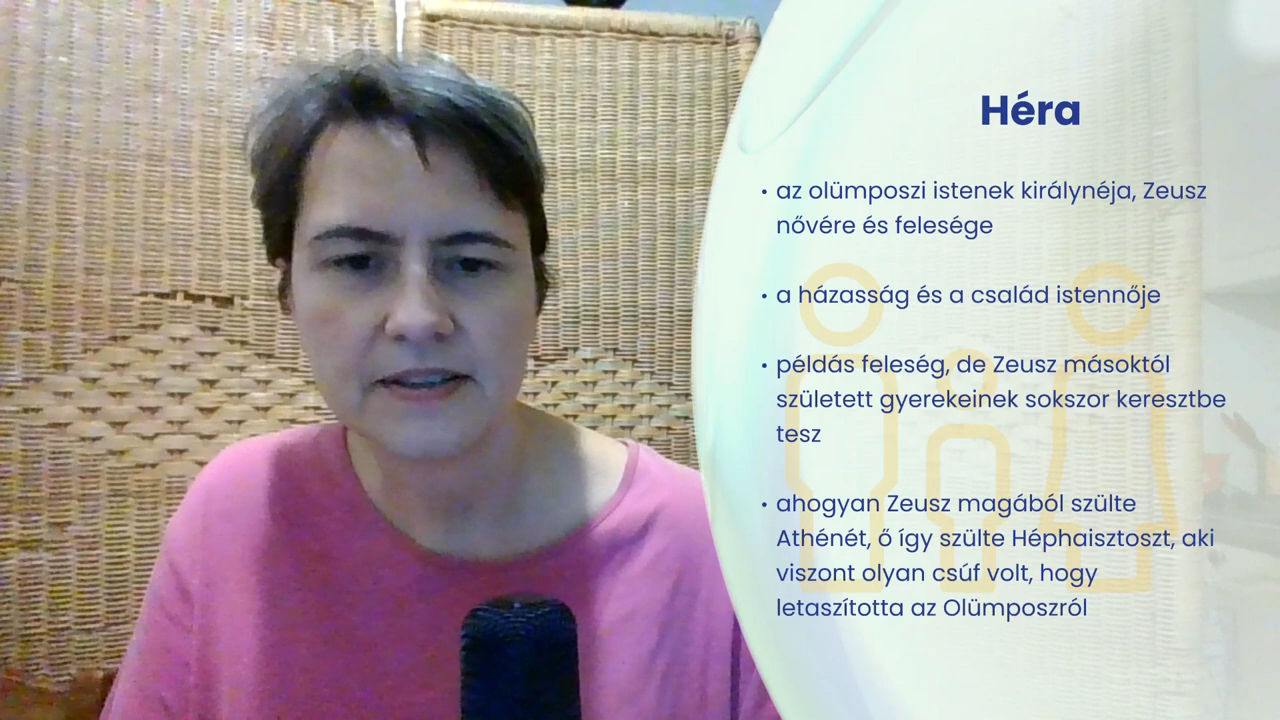 Héra
• az olümposzi istenek királynéja, Zeusz
nővére és felesége
• a házasság és a család istennője
• példás feleség, de Zeusz másoktól
született gyerekeinek sokszor keresztbe
tesz
• ahogyan Zeusz magából szülte
Athénét, ő így szülte Héphaisztoszt, aki
viszont olyan csúf volt, hogy
letaszította az Olümposzról